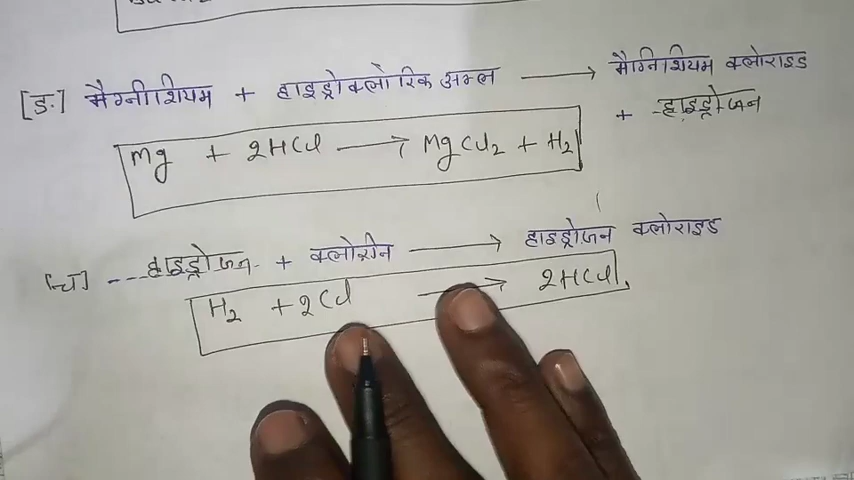 [ङ.] मैग्नीशियम + हाइड्रोक्लोरिक अम्ल ⟶ मैग्निशियम क्लोराइड
+ हाइड्रोजन
Mg + 2HCl ⟶ MgCl₂ + H₂
[च] ---हाइड्रोजन- + क्लोरीन ⟶ हाइड्रोजन क्लोराइड
H₂ + 2Cl ⟶ 2HCl